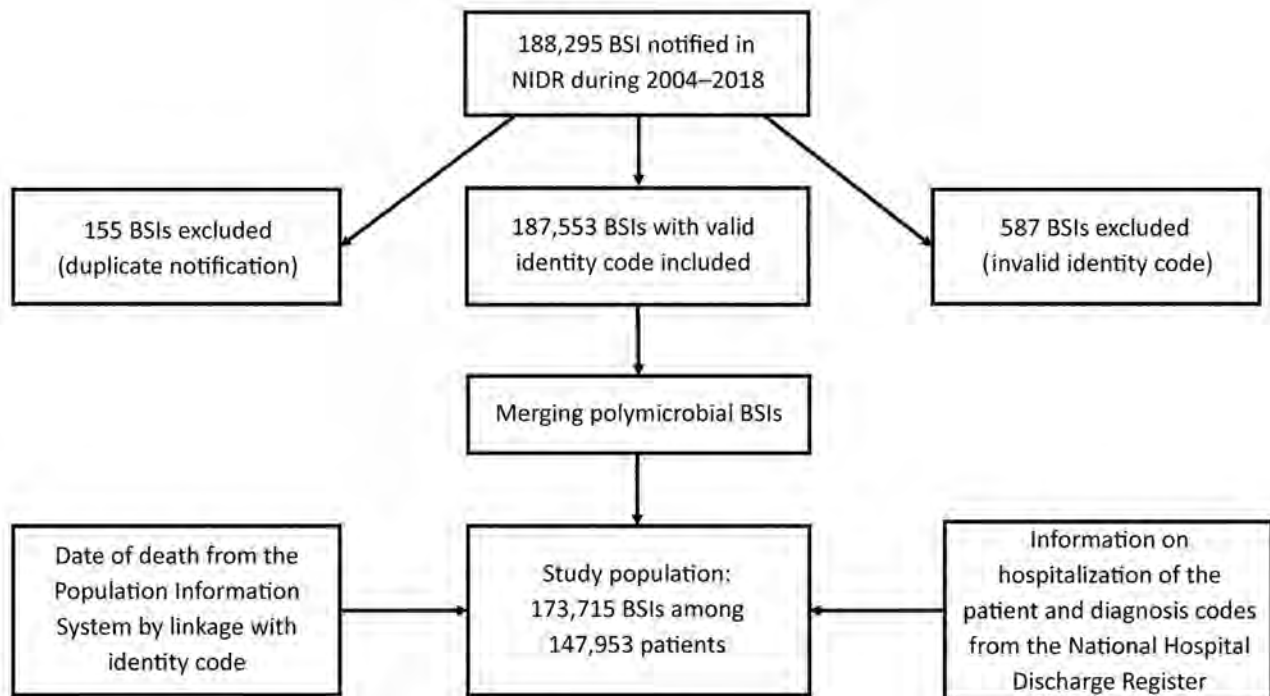 188,295 BSI notified in
NIDR during 2004–2018
155 BSIs excluded
(duplicate notification)
187,553 BSIs with valid
identity code included
587 BSIs excluded
(invalid identity code)
Merging polymicrobial BSIs
Date of death from the
Population Information
System by linkage with
identity code
Study population:
173,715 BSIs among
147,953 patients
Information on
hospitalization of the
patient and diagnosis codes
from the National Hospital
Discharge Register